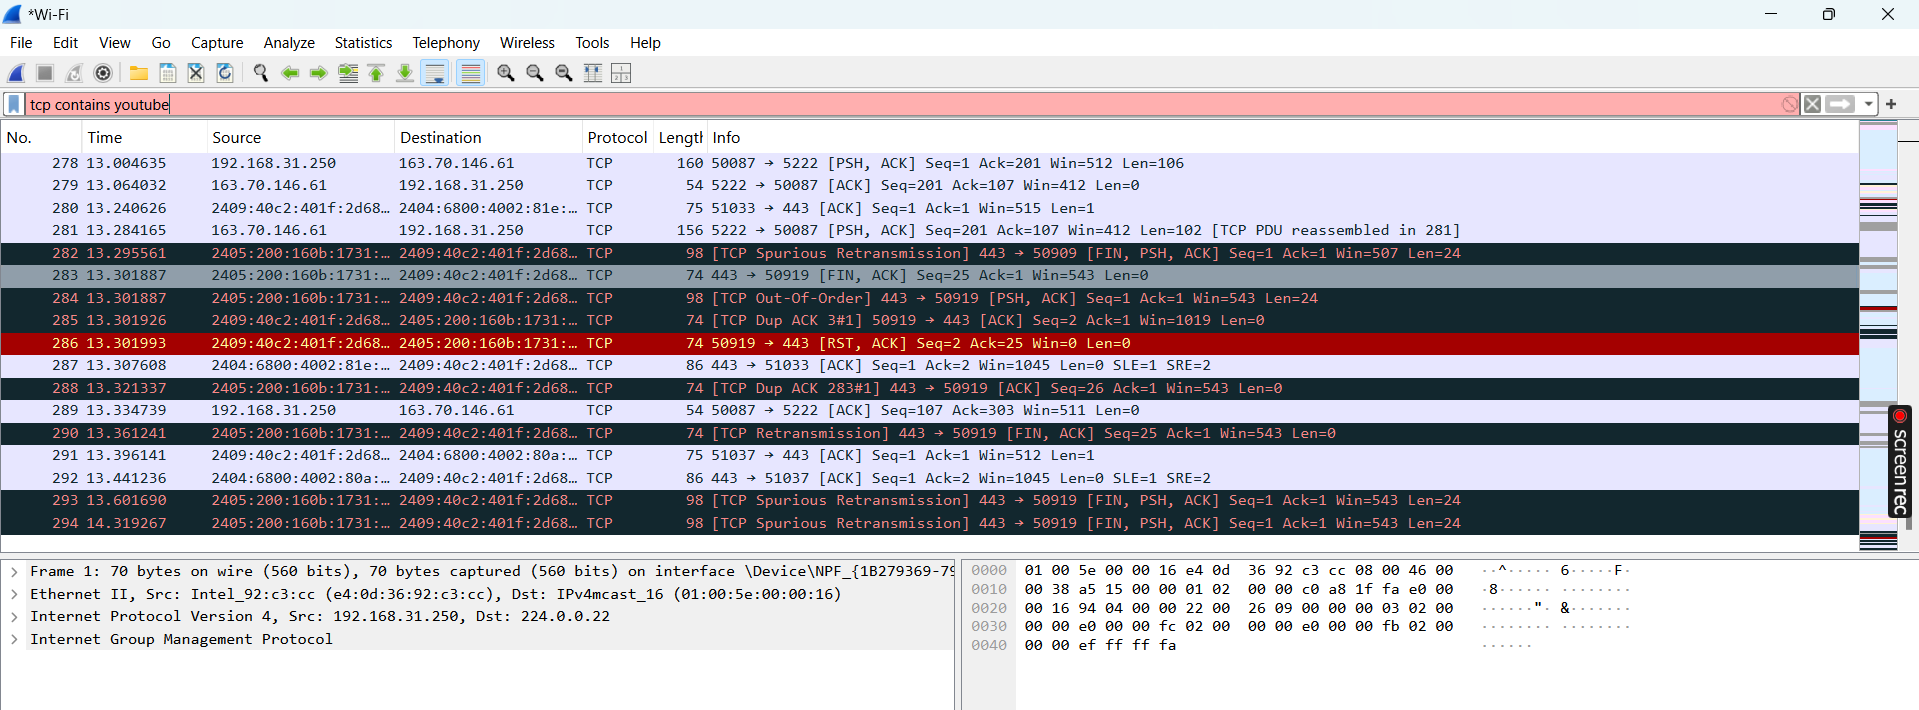 *Wi-Fi
File Edit View Go Capture Analyze Statistics Telephony Wireless Tools Help
tcp contains youtube
No. Time Source Destination Protocol Length Info
278 13.004635 192.168.31.250 163.70.146.61 TCP 160 50087 → 5222 [PSH, ACK] Seq=1 Ack=201 Win=512 Len=106
279 13.064032 163.70.146.61 192.168.31.250 TCP 54 5222 → 50087 [ACK] Seq=201 Ack=107 Win=412 Len=0
280 13.240626 2409:40c2:401f:2d68… 2404:6800:4002:81e:… TCP 75 51033 → 443 [ACK] Seq=1 Ack=1 Win=515 Len=1
281 13.284165 163.70.146.61 192.168.31.250 TCP 156 5222 → 50087 [PSH, ACK] Seq=201 Ack=107 Win=412 Len=102 [TCP PDU reassembled in 281]
282 13.295561 2405:200:160b:1731:… 2409:40c2:401f:2d68… TCP 98 [TCP Spurious Retransmission] 443 → 50909 [FIN, PSH, ACK] Seq=1 Ack=1 Win=507 Len=24
283 13.301887 2405:200:160b:1731:… 2409:40c2:401f:2d68… TCP 74 443 → 50919 [FIN, ACK] Seq=25 Ack=1 Win=543 Len=0
284 13.301887 2405:200:160b:1731:… 2409:40c2:401f:2d68… TCP 98 [TCP Out-Of-Order] 443 → 50919 [PSH, ACK] Seq=1 Ack=1 Win=543 Len=24
285 13.301926 2409:40c2:401f:2d68… 2405:200:160b:1731:… TCP 74 [TCP Dup ACK 3#1] 50919 → 443 [ACK] Seq=2 Ack=1 Win=1019 Len=0
286 13.301993 2409:40c2:401f:2d68… 2405:200:160b:1731:… TCP 74 50919 → 443 [RST, ACK] Seq=2 Ack=25 Win=0 Len=0
287 13.307608 2404:6800:4002:81e:… 2409:40c2:401f:2d68… TCP 86 443 → 51033 [ACK] Seq=1 Ack=2 Win=1045 Len=0 SLE=1 SRE=2
288 13.321337 2405:200:160b:1731:… 2409:40c2:401f:2d68… TCP 74 [TCP Dup ACK 283#1] 443 → 50919 [ACK] Seq=26 Ack=1 Win=543 Len=0
289 13.334739 192.168.31.250 163.70.146.61 TCP 54 50087 → 5222 [ACK] Seq=107 Ack=303 Win=511 Len=0
290 13.361241 2405:200:160b:1731:… 2409:40c2:401f:2d68… TCP 74 [TCP Retransmission] 443 → 50919 [FIN, ACK] Seq=25 Ack=1 Win=543 Len=0
291 13.396141 2409:40c2:401f:2d68… 2404:6800:4002:80a:… TCP 75 51037 → 443 [ACK] Seq=1 Ack=1 Win=512 Len=1
292 13.441236 2404:6800:4002:80a:… 2409:40c2:401f:2d68… TCP 86 443 → 51037 [ACK] Seq=1 Ack=2 Win=1045 Len=0 SLE=1 SRE=2
293 13.601690 2405:200:160b:1731:… 2409:40c2:401f:2d68… TCP 98 [TCP Spurious Retransmission] 443 → 50919 [FIN, PSH, ACK] Seq=1 Ack=1 Win=543 Len=24
294 14.319267 2405:200:160b:1731:… 2409:40c2:401f:2d68… TCP 98 [TCP Spurious Retransmission] 443 → 50919 [FIN, PSH, ACK] Seq=1 Ack=1 Win=543 Len=24
screenrec
Frame 1: 70 bytes on wire (560 bits), 70 bytes captured (560 bits) on interface \Device\NPF_{1B279369-79
Ethernet II, Src: Intel_92:c3:cc (e4:0d:36:92:c3:cc), Dst: IPv4mcast_16 (01:00:5e:00:00:16)
Internet Protocol Version 4, Src: 192.168.31.250, Dst: 224.0.0.22
Internet Group Management Protocol
0000 01 00 5e 00 00 16 e4 0d 36 92 c3 cc 08 00 46 00 ··^····· 6·····F·
0010 00 38 a5 15 00 00 01 02 00 00 c0 a8 1f fa e0 00 ·8······ ········
0020 00 16 94 04 00 00 22 00 26 09 00 00 00 03 02 00 ······"· &·······
0030 00 00 e0 00 00 fc 02 00 00 00 e0 00 00 fb 02 00 ········ ········
0040 00 00 ef ff ff fa ······